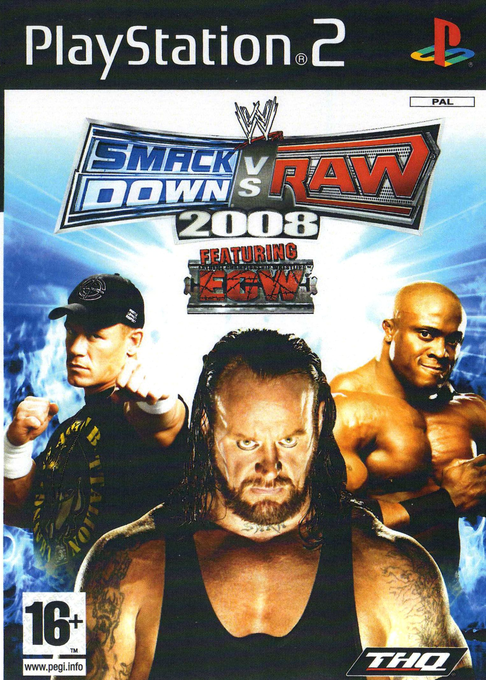 PlayStation®2
PAL
W
SMACK
DOWN
VS
RAW
2008
FEATURING
ECW
16+
www.pegi.info
THQ